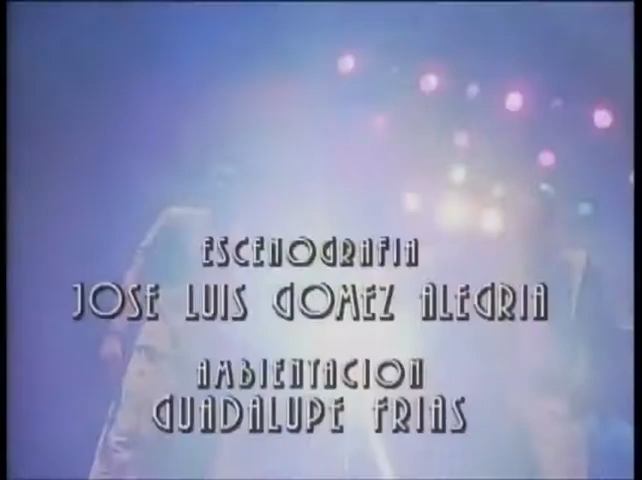 ESCENOGRAFIA
JOSE LUIS GOMEZ ALEGRIA
AMBIENTACION
GUADALUPE FRIAS